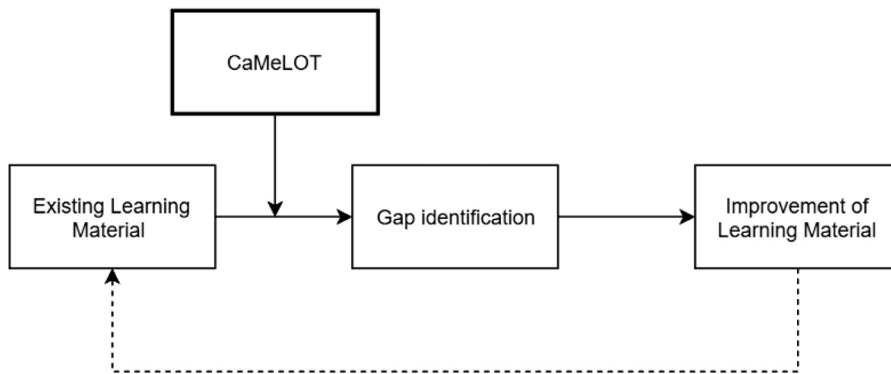 CaMeLOT
Existing Learning
Material
Gap identification
Improvement of
Learning Material